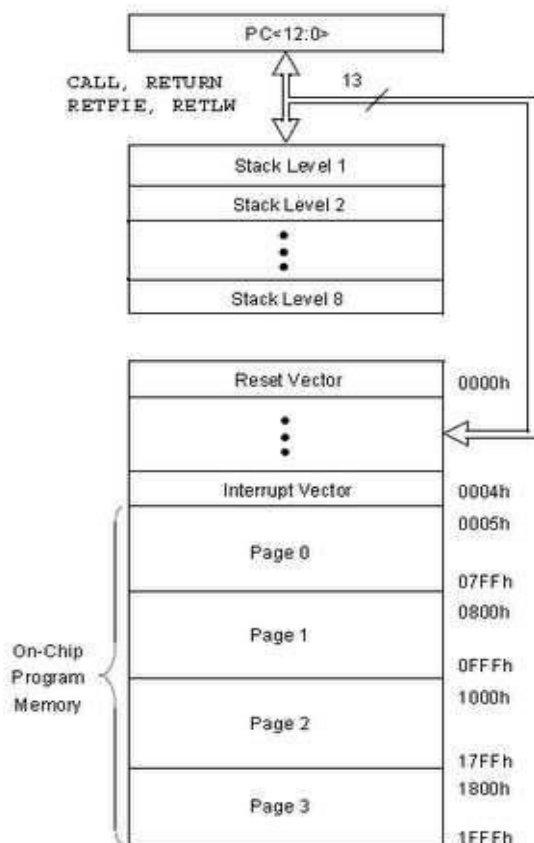 PC<12:0>
CALL, RETURN
RETFIE, RETLW
13
Stack Level 1
Stack Level 2
Stack Level 8
Reset Vector
0000h
Interrupt Vector
0004h
0005h
Page 0
07FFh
0800h
Page 1
0FFFh
On-Chip
Program
Memory
1000h
Page 2
17FFh
1800h
Page 3
1FFFh